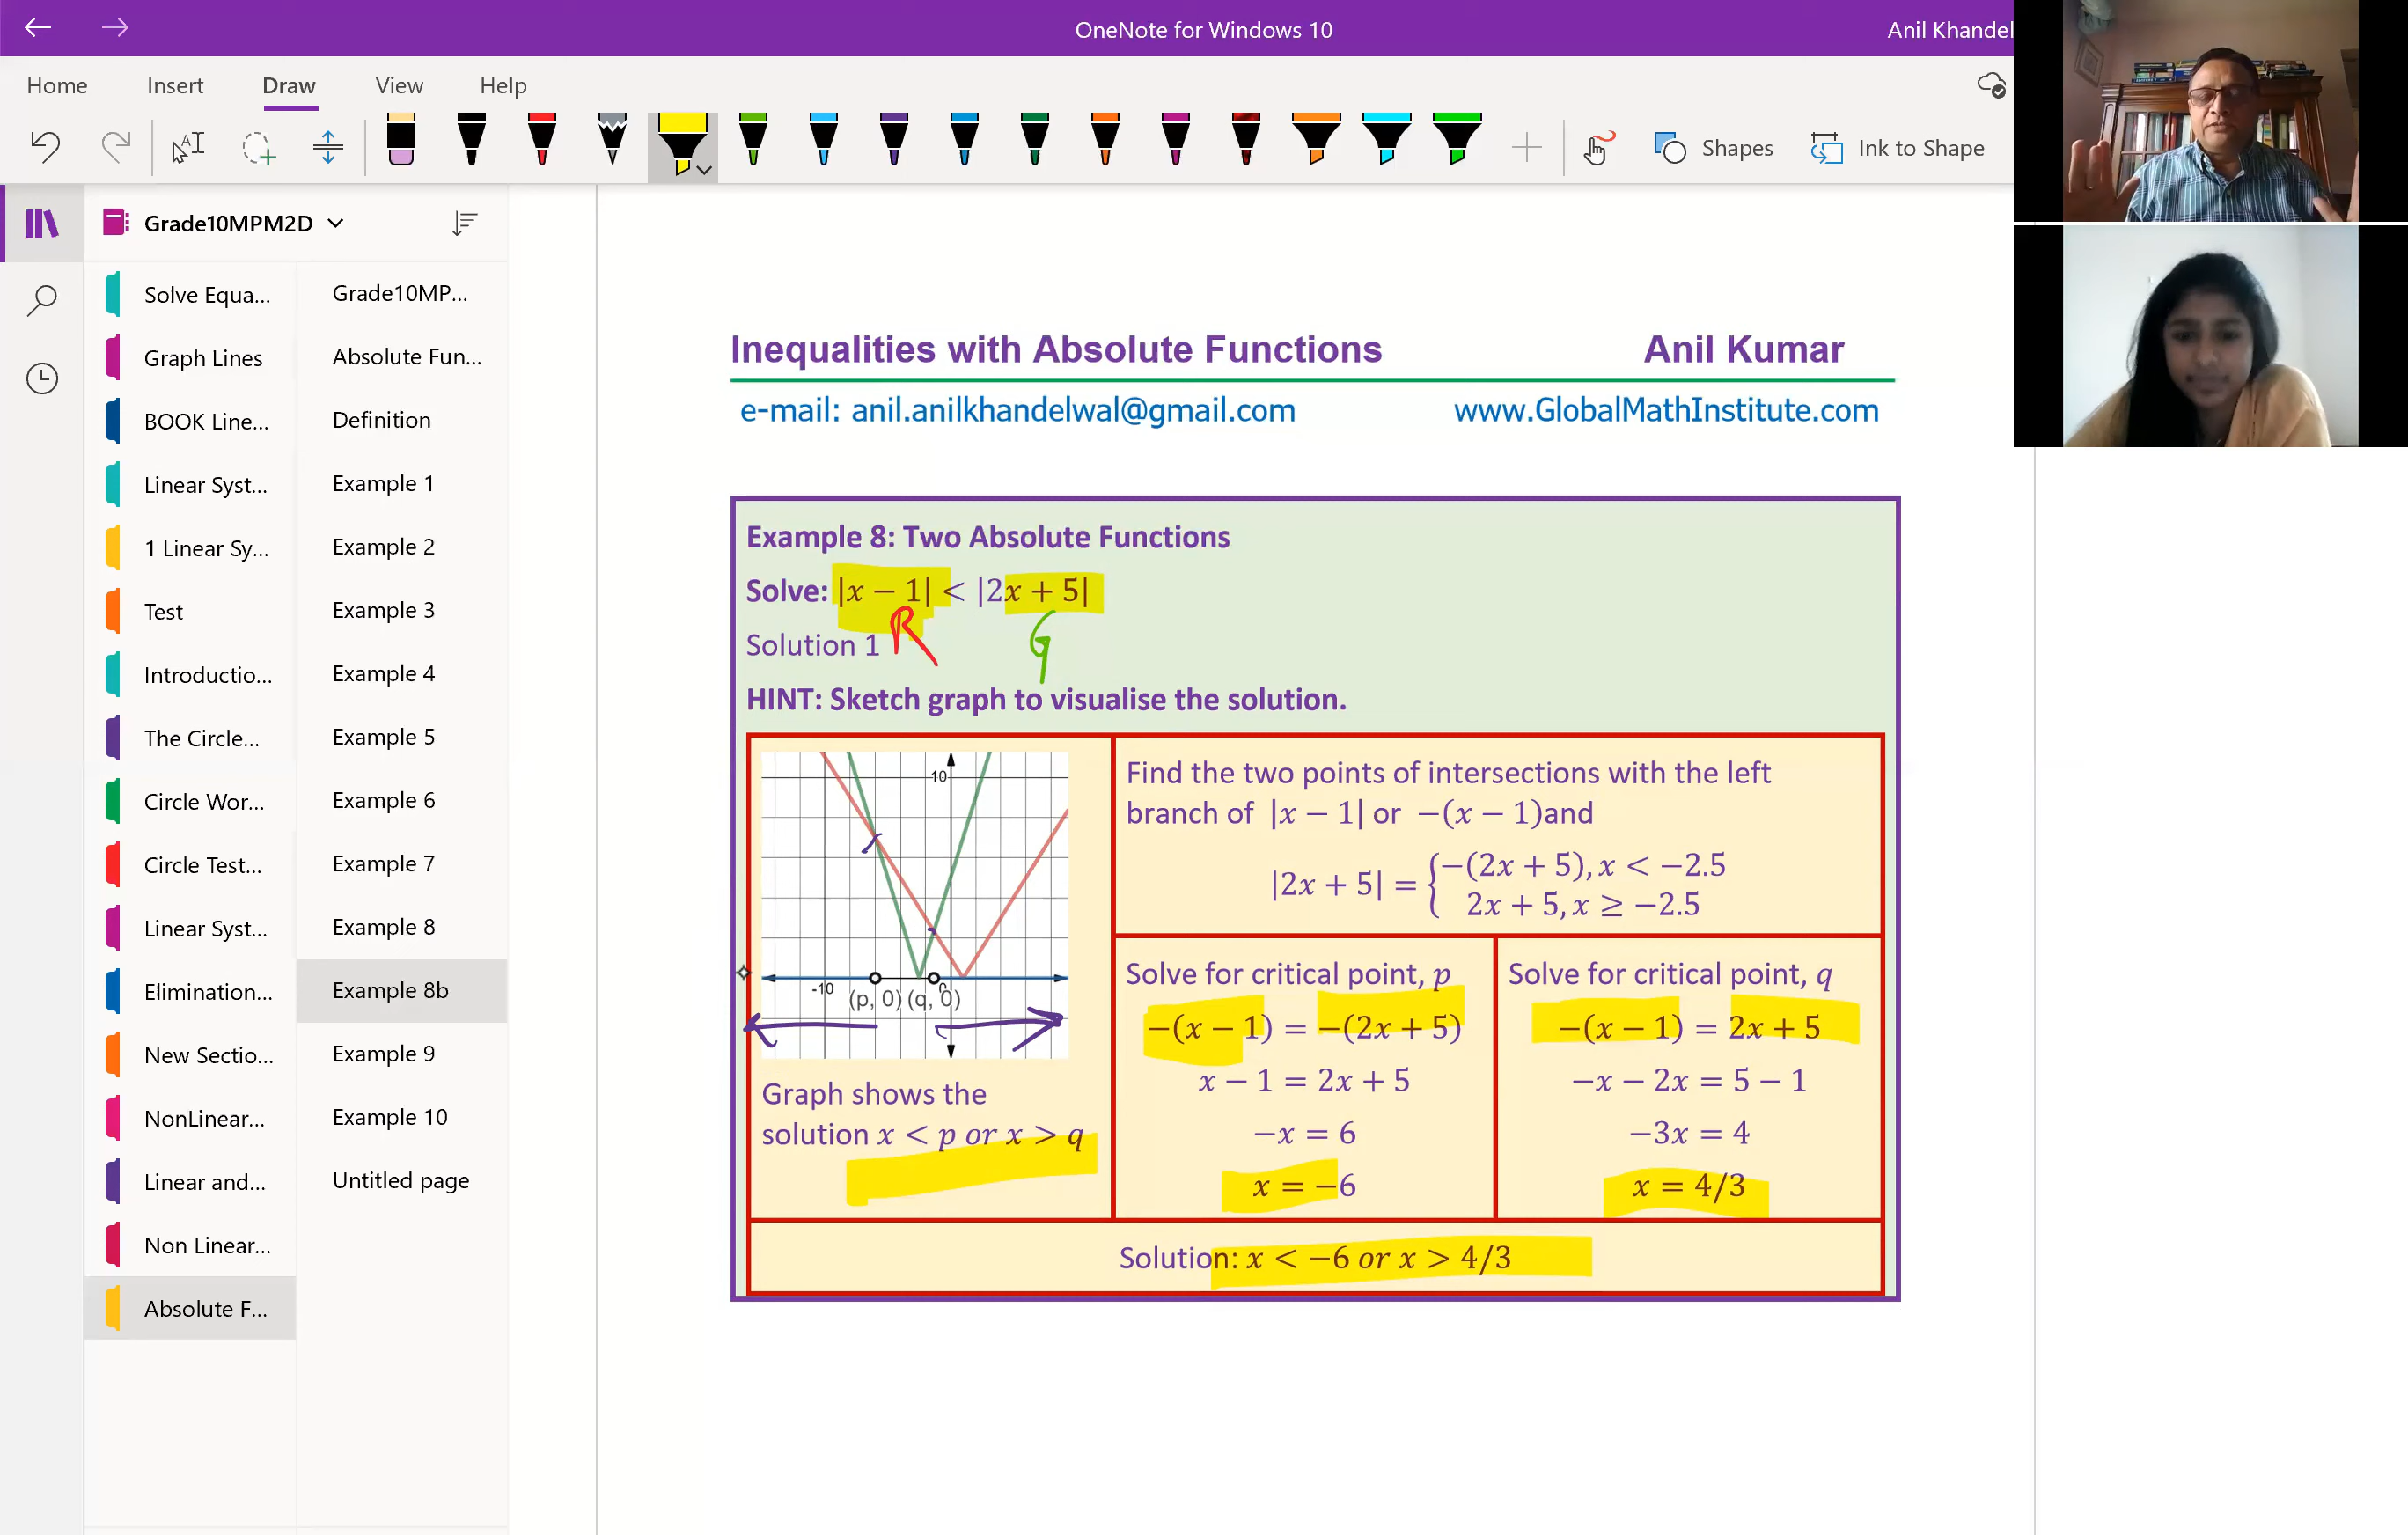 OneNote for Windows 10
Anil Khandel
Home Insert Draw View Help
Shapes
Ink to Shape
Grade10MPM2D
Solve Equa...
Graph Lines
BOOK Line...
Linear Syst...
1 Linear Sy...
Test
Introductio...
The Circle...
Circle Wor...
Circle Test...
Linear Syst...
Elimination...
New Sectio...
NonLinear...
Linear and...
Non Linear...
Absolute F...
Grade10MP...
Absolute Fun...
Definition
Example 1
Example 2
Example 3
Example 4
Example 5
Example 6
Example 7
Example 8
Example 8b
Example 9
Example 10
Untitled page
Inequalities with Absolute Functions Anil Kumar
e-mail: anil.anilkhandelwal@gmail.com www.GlobalMathInstitute.com
Example 8: Two Absolute Functions
Solve: |x − 1| < |2x + 5|
R G
Solution 1
HINT: Sketch graph to visualise the solution.
10
-10 0
(p, 0) (q, 0)
Graph shows the
solution x < p or x > q
Find the two points of intersections with the left
branch of |x − 1| or −(x − 1)and
|2x + 5| = { −(2x + 5), x < −2.5
2x + 5, x ≥ −2.5
Solve for critical point, p
−(x − 1) = −(2x + 5)
x − 1 = 2x + 5
−x = 6
x = −6
Solve for critical point, q
−(x − 1) = 2x + 5
−x − 2x = 5 − 1
−3x = 4
x = 4/3
Solution: x < −6 or x > 4/3